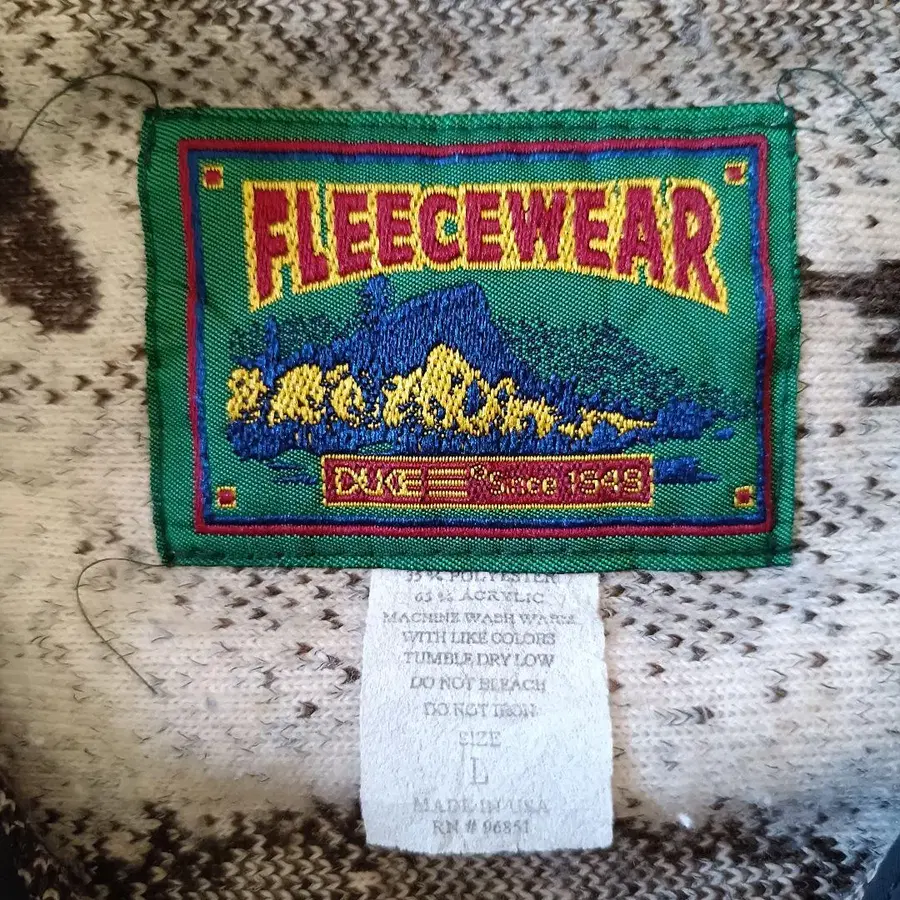 FLEECEWEAR
DUKE ® Since 1949
35% POLYESTER
65% ACRYLIC
MACHINE WASH WARM
WITH LIKE COLORS
TUMBLE DRY LOW
DO NOT BLEACH
DO NOT IRON
SIZE
L
MADE IN USA
RN # 96851